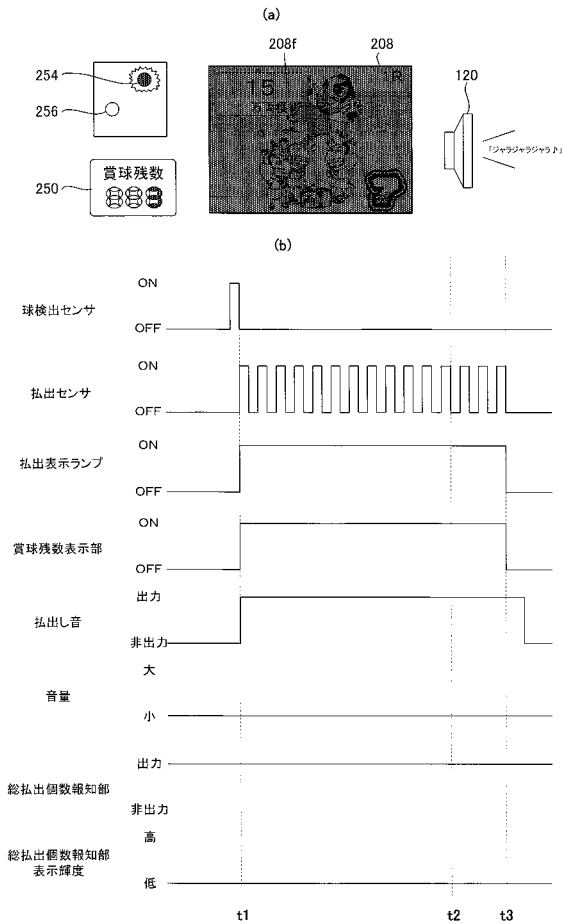 (a)
208f
208
254
256
120
15
1R
「ジャラジャラジャラ♪」
250
賞球残数
(b)
球検出センサ
ON
OFF
払出センサ
ON
OFF
払出表示ランプ
ON
OFF
賞球残数表示部
ON
OFF
払出し音
出力
非出力
音量
大
小
総払出個数報知部
出力
非出力
総払出個数報知部
表示輝度
高
低
t1
t2
t3